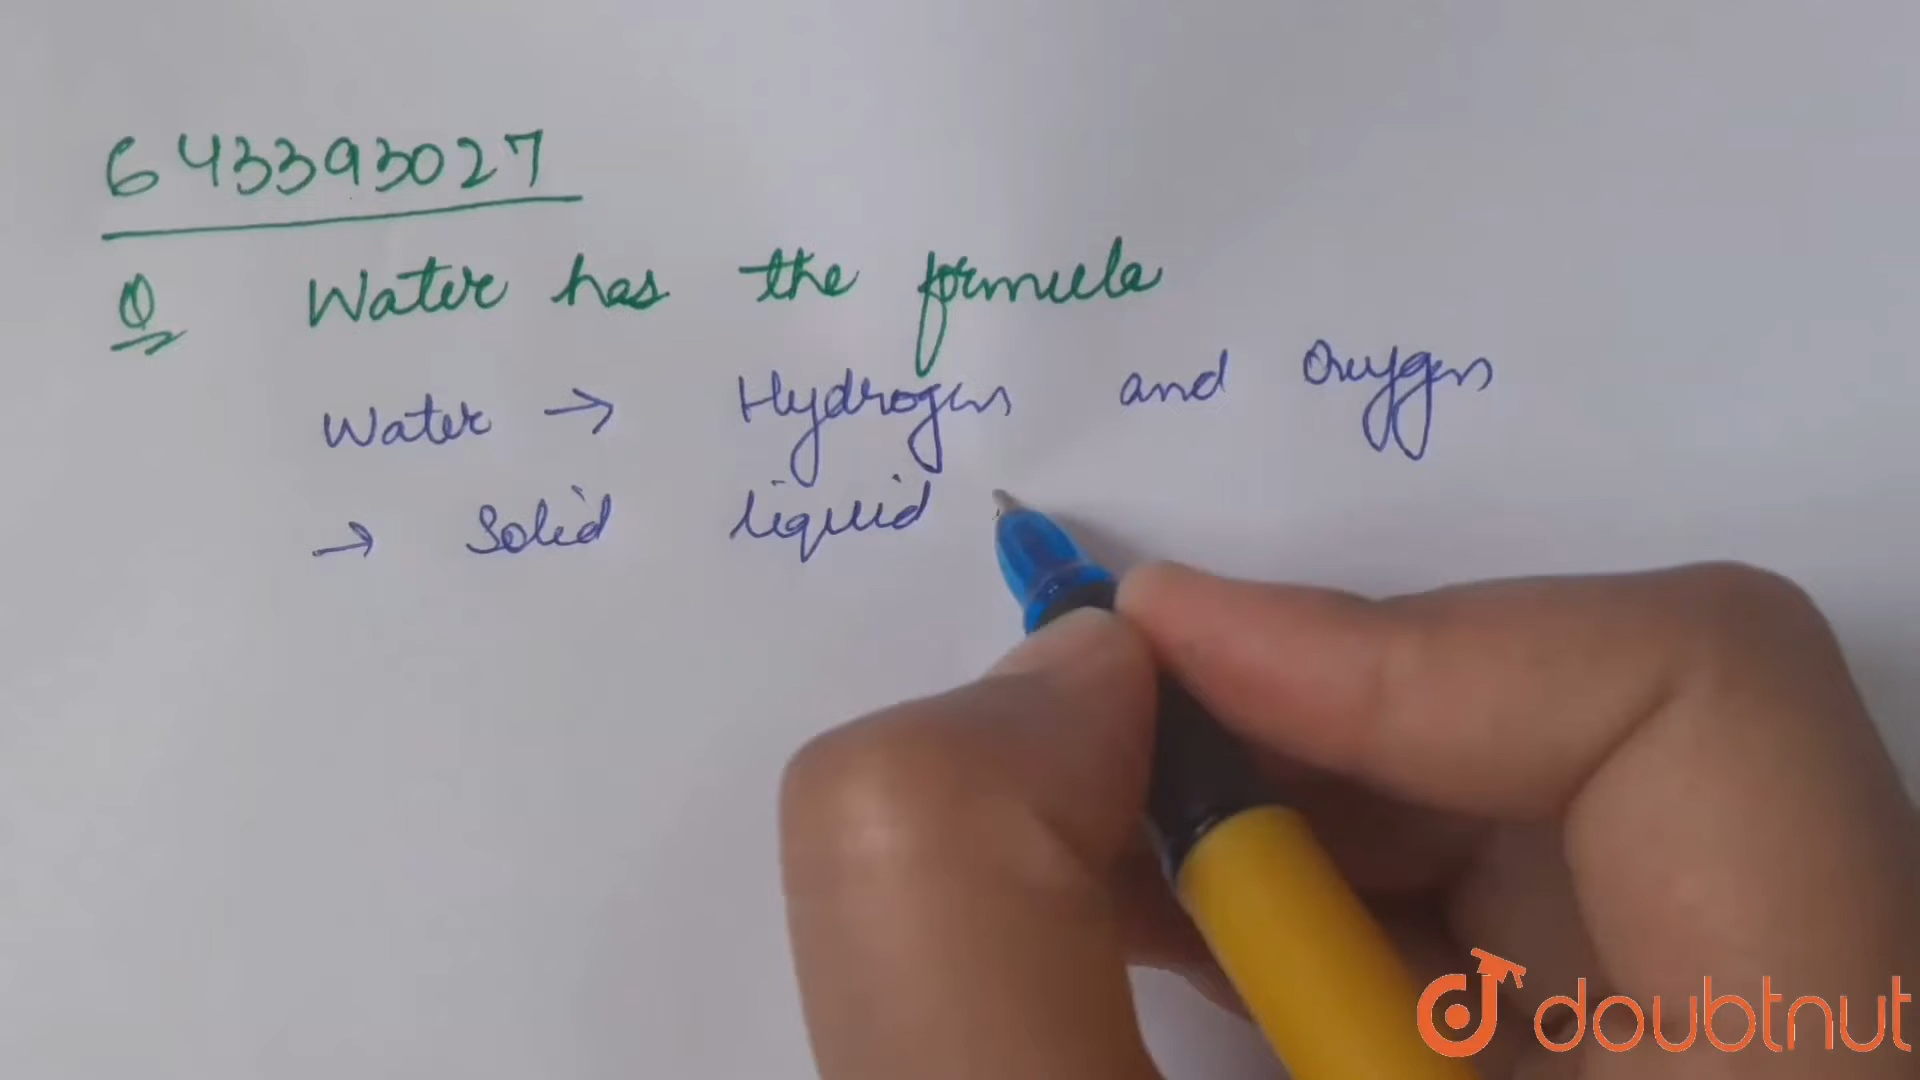 643393027
Q Water has the formula
Water → Hydrogen and Oxygen
→ Solid liquid
doubtnut